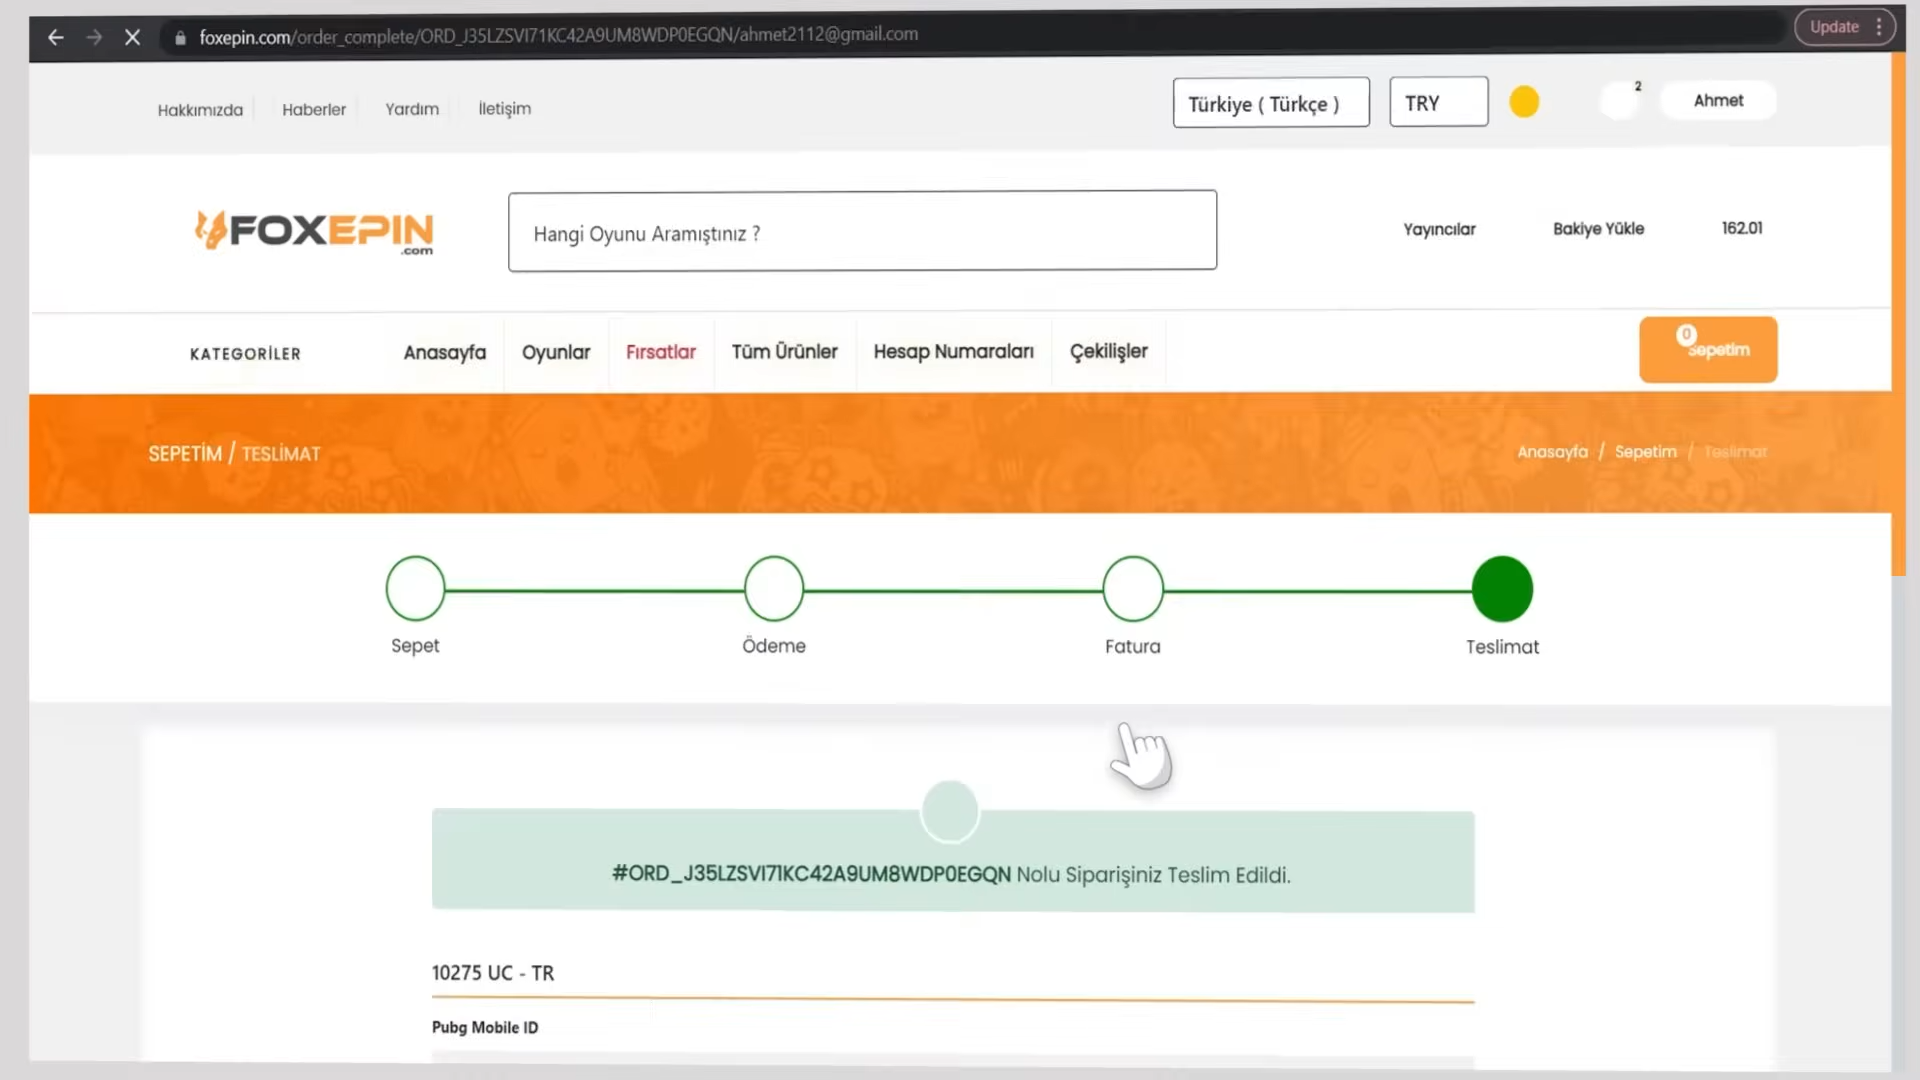 foxepin.com/order_complete/ORD_J35LZSVI71KC42A9UM8WDP0EGQN/ahmet2112@gmail.com
Update
Hakkımızda
Haberler
Yardım
İletişim
Türkiye ( Türkçe )
TRY
2
Ahmet
FOXEPIN
.com
Hangi Oyunu Aramıştınız ?
Yayıncılar
Bakiye Yükle
162.01
KATEGORİLER
Anasayfa
Oyunlar
Fırsatlar
Tüm Ürünler
Hesap Numaraları
Çekilişler
0
Sepetim
SEPETİM / TESLİMAT
Anasayfa / Sepetim / Teslimat
Sepet
Ödeme
Fatura
Teslimat
#ORD_J35LZSVI71KC42A9UM8WDP0EGQN Nolu Siparişiniz Teslim Edildi.
10275 UC - TR
Pubg Mobile ID